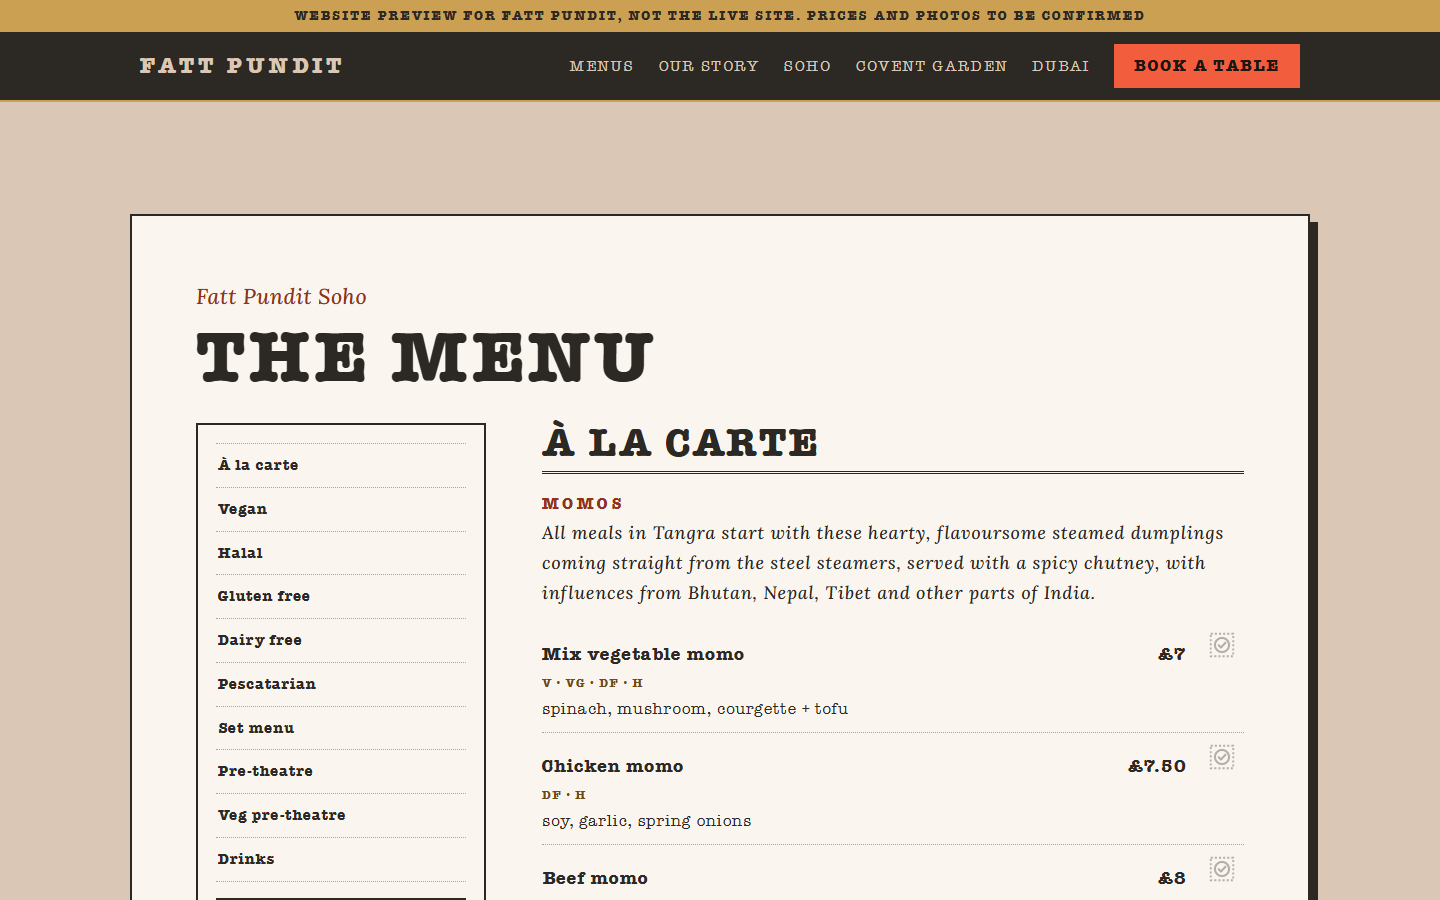 WEBSITE PREVIEW FOR FATT PUNDIT, NOT THE LIVE SITE. PRICES AND PHOTOS TO BE CONFIRMED
FATT PUNDIT
MENUS
OUR STORY
SOHO
COVENT GARDEN
DUBAI
BOOK A TABLE
Fatt Pundit Soho
THE MENU
À la carte
Vegan
Halal
Gluten free
Dairy free
Pescatarian
Set menu
Pre-theatre
Veg pre-theatre
Drinks
À LA CARTE
MOMOS
All meals in Tangra start with these hearty, flavoursome steamed dumplings
coming straight from the steel steamers, served with a spicy chutney, with
influences from Bhutan, Nepal, Tibet and other parts of India.
Mix vegetable momo £7
V · VG · DF · H
spinach, mushroom, courgette + tofu
Chicken momo £7.50
DF · H
soy, garlic, spring onions
Beef momo £8